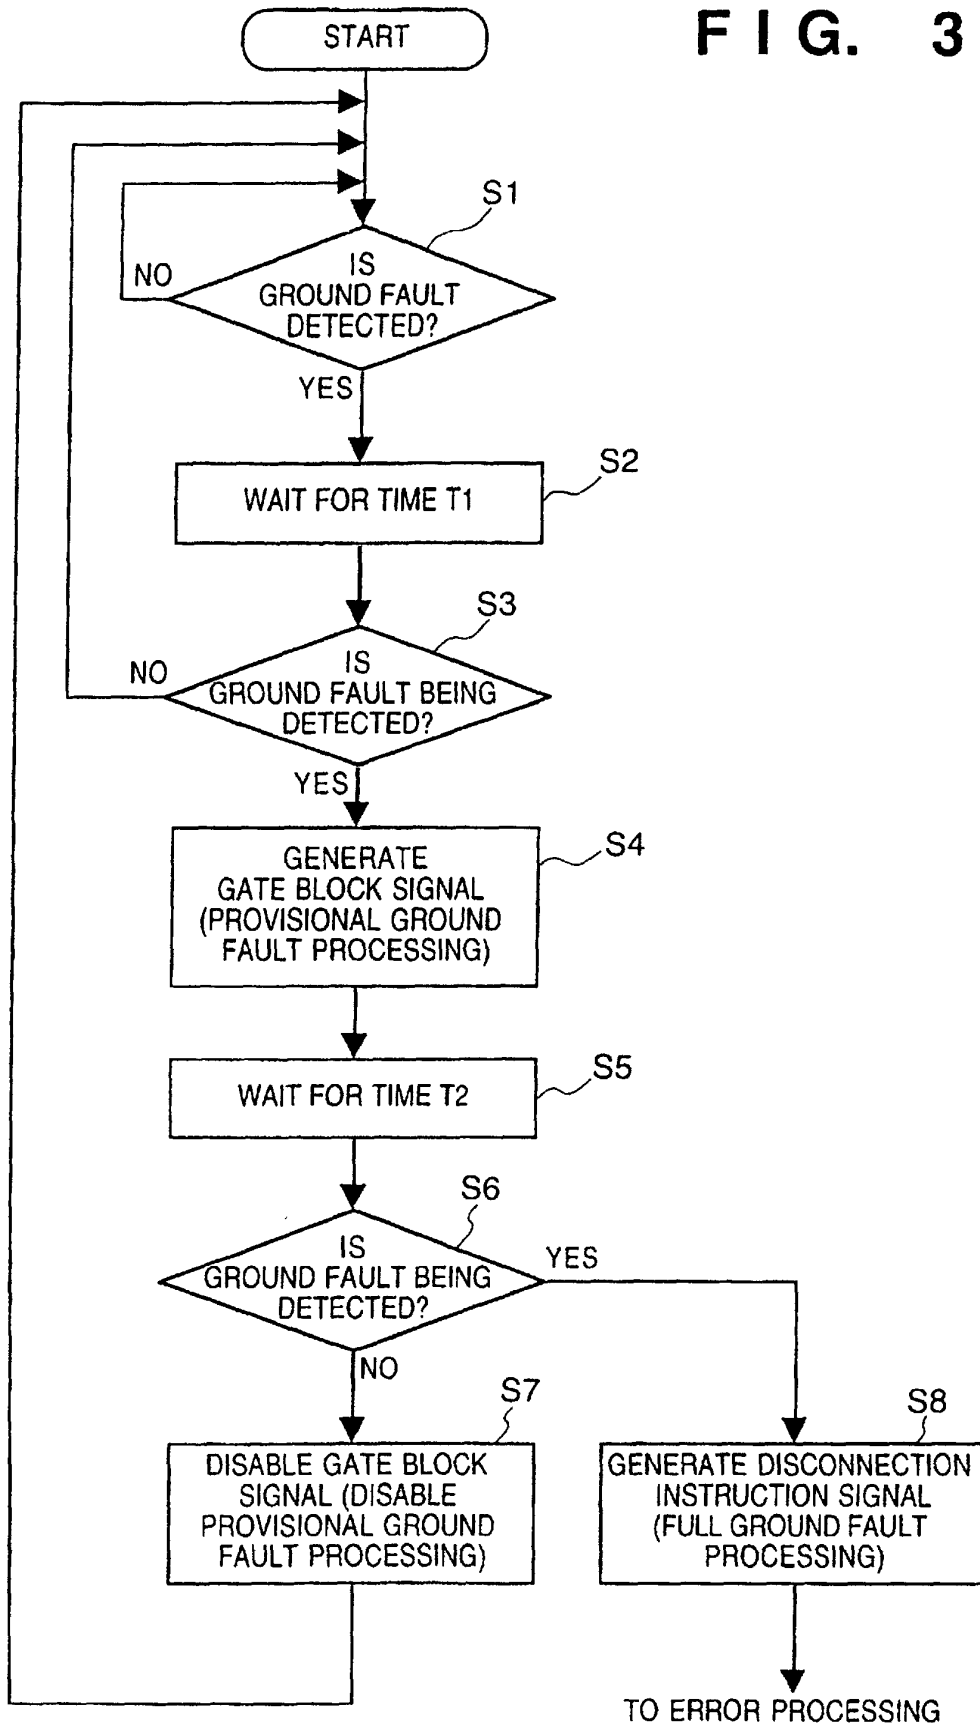 FIG. 3
START
S1
NO
IS
GROUND FAULT
DETECTED?
YES
S2
WAIT FOR TIME T1
S3
NO
IS
GROUND FAULT BEING
DETECTED?
YES
S4
GENERATE
GATE BLOCK SIGNAL
(PROVISIONAL GROUND
FAULT PROCESSING)
S5
WAIT FOR TIME T2
S6
IS
GROUND FAULT BEING
DETECTED?
YES
NO
S7
DISABLE GATE BLOCK
SIGNAL (DISABLE
PROVISIONAL GROUND
FAULT PROCESSING)
S8
GENERATE DISCONNECTION
INSTRUCTION SIGNAL
(FULL GROUND FAULT
PROCESSING)
TO ERROR PROCESSING